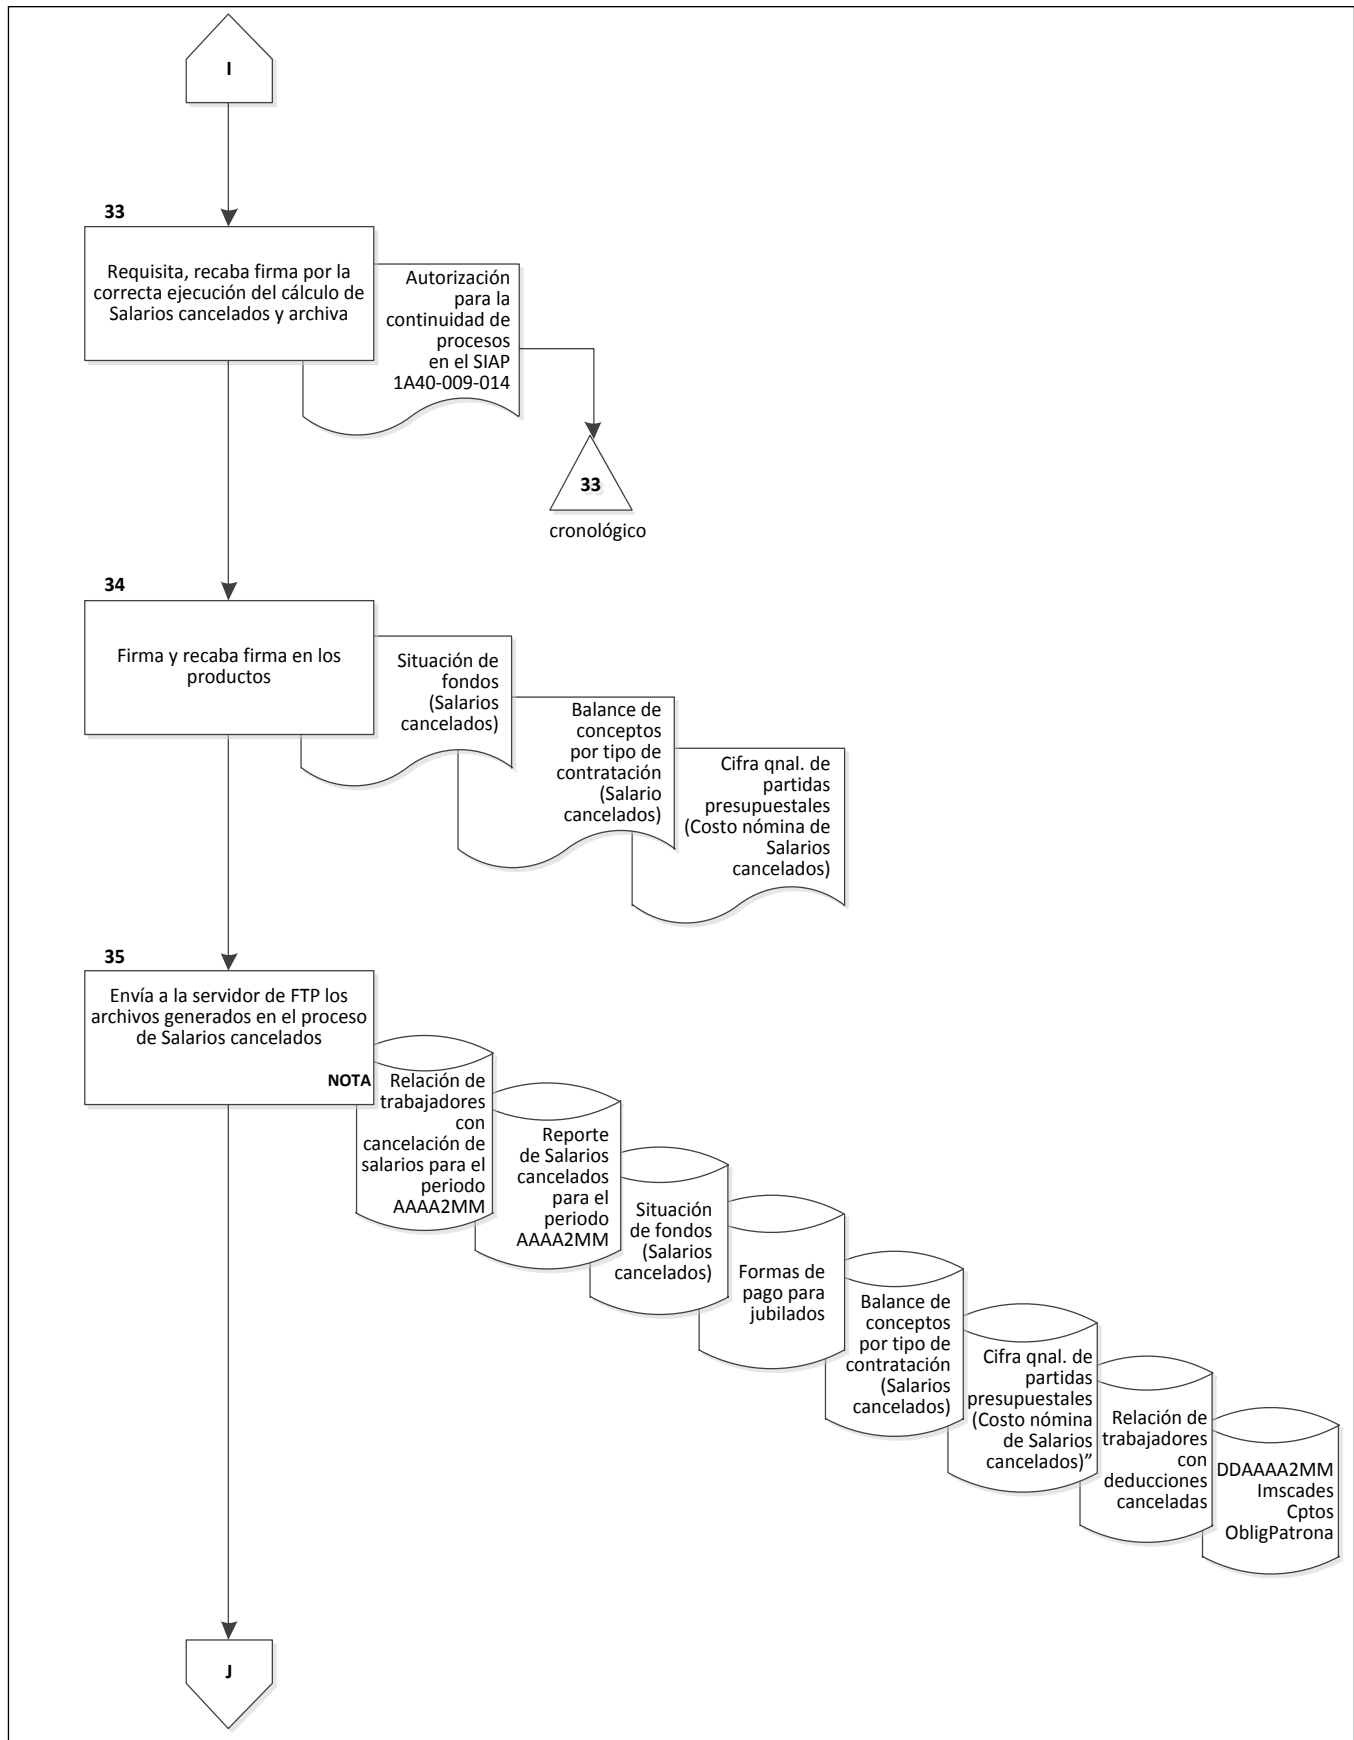 I
33
Requisita, recaba firma por la
correcta ejecución del cálculo de
Salarios cancelados y archiva
Autorización
para la
continuidad de
procesos
en el SIAP
1A40-009-014
33
cronológico
34
Firma y recaba firma en los
productos
Situación de
fondos
(Salarios
cancelados)
Balance de
conceptos
por tipo de
contratación
(Salario
cancelados)
Cifra qnal. de
partidas
presupuestales
(Costo nómina de
Salarios
cancelados)
35
Envía a la servidor de FTP los
archivos generados en el proceso
de Salarios cancelados
NOTA
Relación de
trabajadores
con
cancelación de
salarios para el
periodo
AAAA2MM
Reporte
de Salarios
cancelados
para el
periodo
AAAA2MM
Situación
de fondos
(Salarios
cancelados)
Formas de
pago para
jubilados
Balance de
conceptos
por tipo de
contratación
(Salarios
cancelados)
Cifra qnal. de
partidas
presupuestales
(Costo nómina
de Salarios
cancelados)”
Relación de
trabajadores
con
deducciones
canceladas
DDAAAA2MM
Imscades
Cptos
ObligPatrona
J